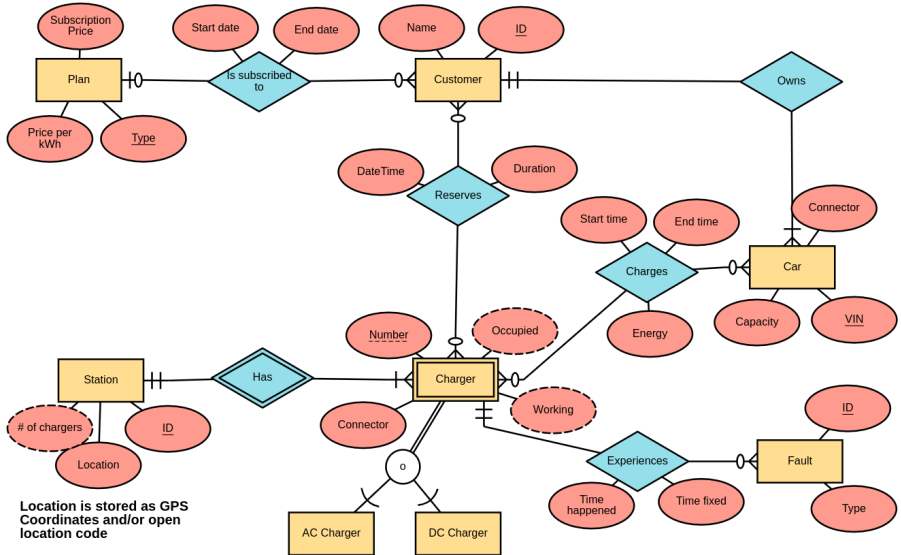 Subscription
Price
Start date
End date
Name
ID
Plan
Is subscribed
to
Customer
Owns
Price per
kWh
Type
DateTime
Duration
Reserves
Connector
Start time
End time
Charges
Car
Energy
Capacity
VIN
Number
Occupied
Station
Has
Charger
# of chargers
ID
Location
Connector
Working
ID
Experiences
Fault
Time
happened
Time fixed
Type
o
Location is stored as GPS
Coordinates and/or open
location code
AC Charger
DC Charger